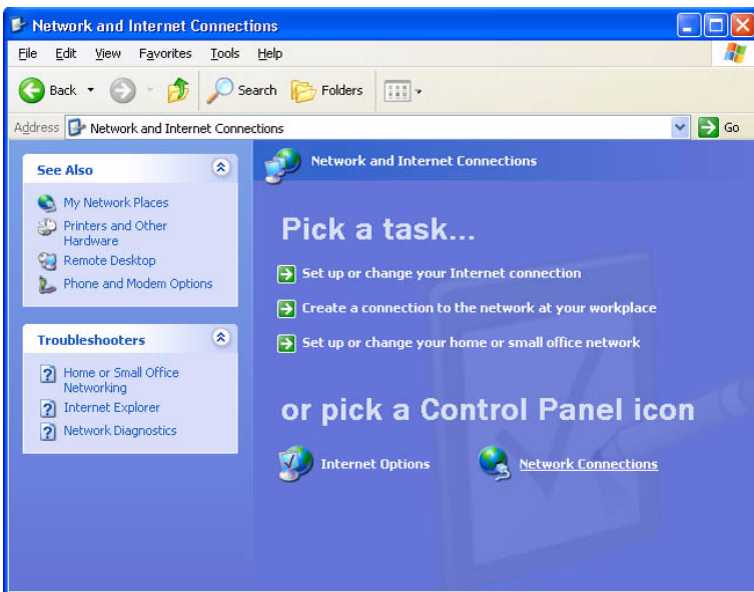 Network and Internet Connections
File Edit View Favorites Tools Help
Back Search Folders
Address Network and Internet Connections Go
See Also
My Network Places
Printers and Other
Hardware
Remote Desktop
Phone and Modem Options
Troubleshooters
Home or Small Office
Networking
Internet Explorer
Network Diagnostics
Network and Internet Connections
Pick a task...
Set up or change your Internet connection
Create a connection to the network at your workplace
Set up or change your home or small office network
or pick a Control Panel icon
Internet Options Network Connections